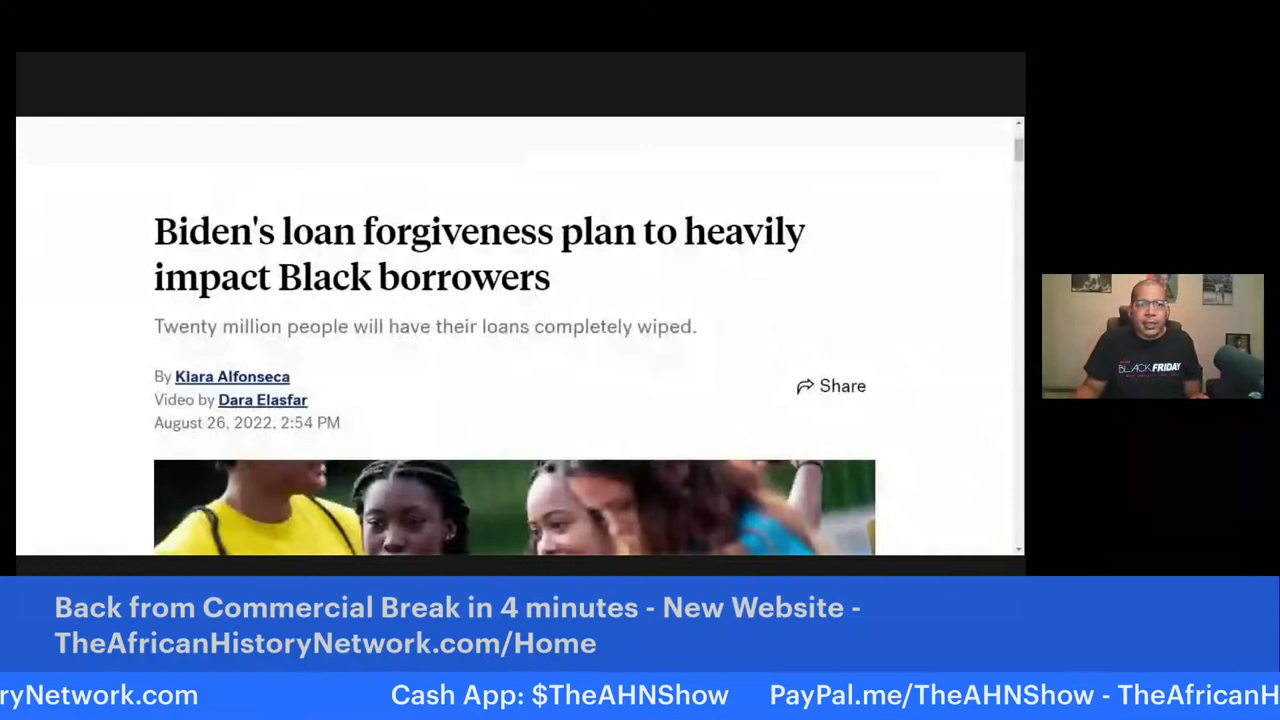 Biden's loan forgiveness plan to heavily
impact Black borrowers
Twenty million people will have their loans completely wiped.
By Kiara Alfonseca
Video by Dara Elasfar
August 26, 2022, 2:54 PM
Share
BLACK FRIDAY
Back from Commercial Break in 4 minutes - New Website -
TheAfricanHistoryNetwork.com/Home
ryNetwork.com Cash App: $TheAHNShow PayPal.me/TheAHNShow - TheAfricanH